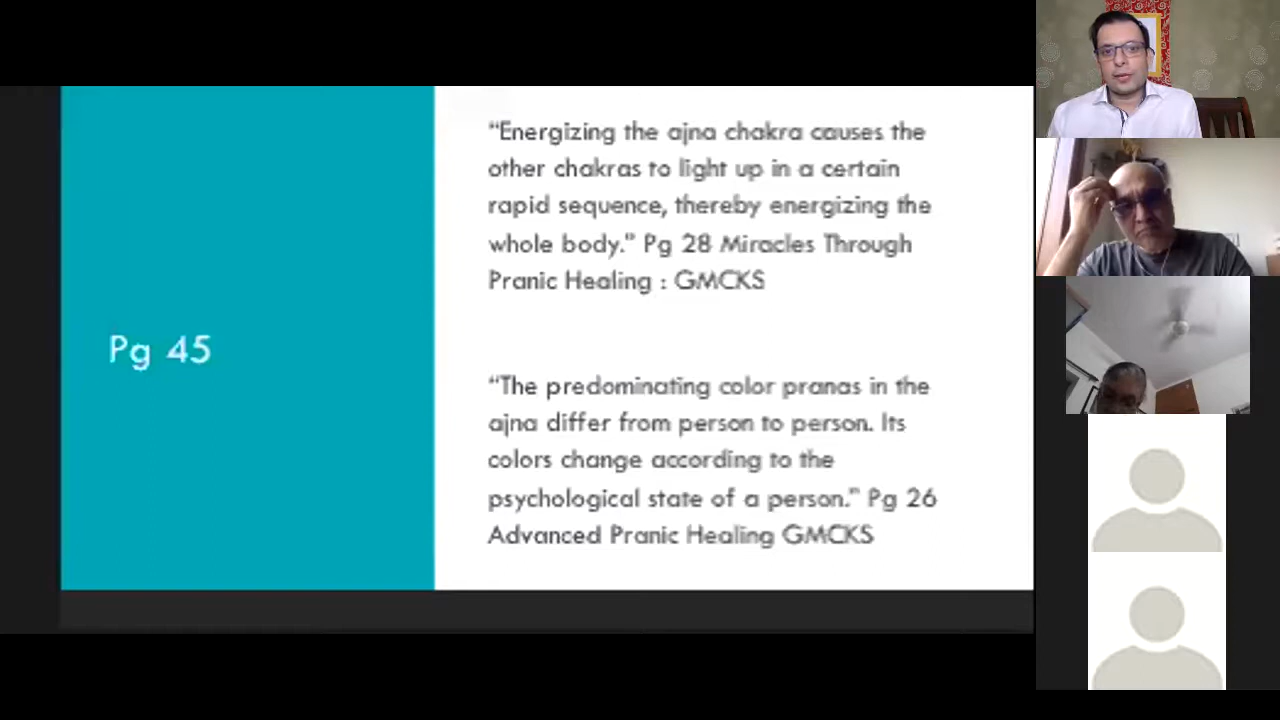 Pg 45
“Energizing the ajna chakra causes the
other chakras to light up in a certain
rapid sequence, thereby energizing the
whole body.” Pg 28 Miracles Through
Pranic Healing : GMCKS
“The predominating color pranas in the
ajna differ from person to person. Its
colors change according to the
psychological state of a person.” Pg 26
Advanced Pranic Healing GMCKS